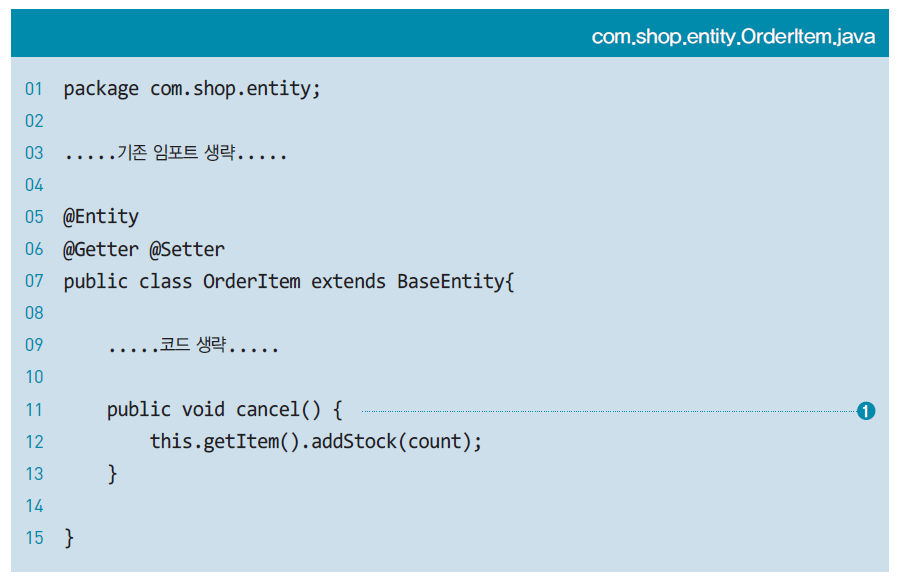 com.shop.entity.OrderItem.java
01 package com.shop.entity;
02
03 .....기존 임포트 생략.....
04
05 @Entity
06 @Getter @Setter
07 public class OrderItem extends BaseEntity{
08
09 .....코드 생략.....
10
11 public void cancel() { 1
12 this.getItem().addStock(count);
13 }
14
15 }